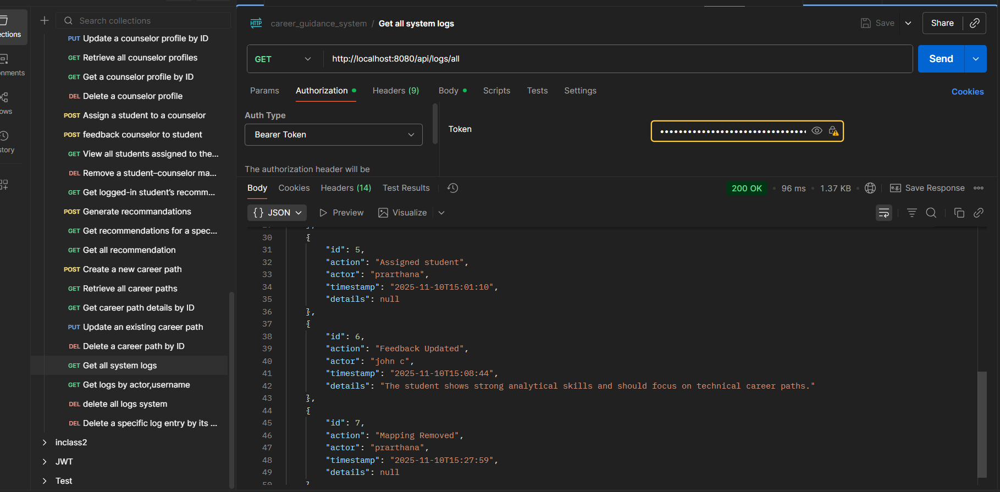 ections
nments
ows
story
Search collections
PUT Update a counselor profile by ID
GET Retrieve all counselor profiles
GET Get a counselor profile by ID
DEL Delete a counselor profile
POST Assign a student to a counselor
POST feedback counselor to student
GET View all students assigned to the...
DEL Remove a student–counselor ma...
GET Get logged-in student’s recomm...
POST Generate recommandations
GET Get recommendations for a spec...
GET Get all recommendation
POST Create a new career path
GET Retrieve all career paths
GET Get career path details by ID
PUT Update an existing career path
DEL Delete a career path by ID
GET Get all system logs
GET Get logs by actor,username
DEL delete all logs system
DEL Delete a specific log entry by its ...
inclass2
JWT
Test
HTTP career_guidance_system / Get all system logs
Save
Share
GET http://localhost:8080/api/logs/all
Send
Params Authorization Headers (9) Body Scripts Tests Settings
Cookies
Auth Type
Bearer Token
The authorization header will be
Token
Body Cookies Headers (14) Test Results
200 OK • 96 ms • 1.37 KB • e.g. Save Response
{} JSON Preview Visualize
30 {
31 "id": 5,
32 "action": "Assigned student",
33 "actor": "prarthana",
34 "timestamp": "2025-11-10T15:01:10",
35 "details": null
36 },
37 {
38 "id": 6,
39 "action": "Feedback Updated",
40 "actor": "john c",
41 "timestamp": "2025-11-10T15:08:44",
42 "details": "The student shows strong analytical skills and should focus on technical career paths."
43 },
44 {
45 "id": 7,
46 "action": "Mapping Removed",
47 "actor": "prarthana",
48 "timestamp": "2025-11-10T15:27:59",
49 "details": null
50 }